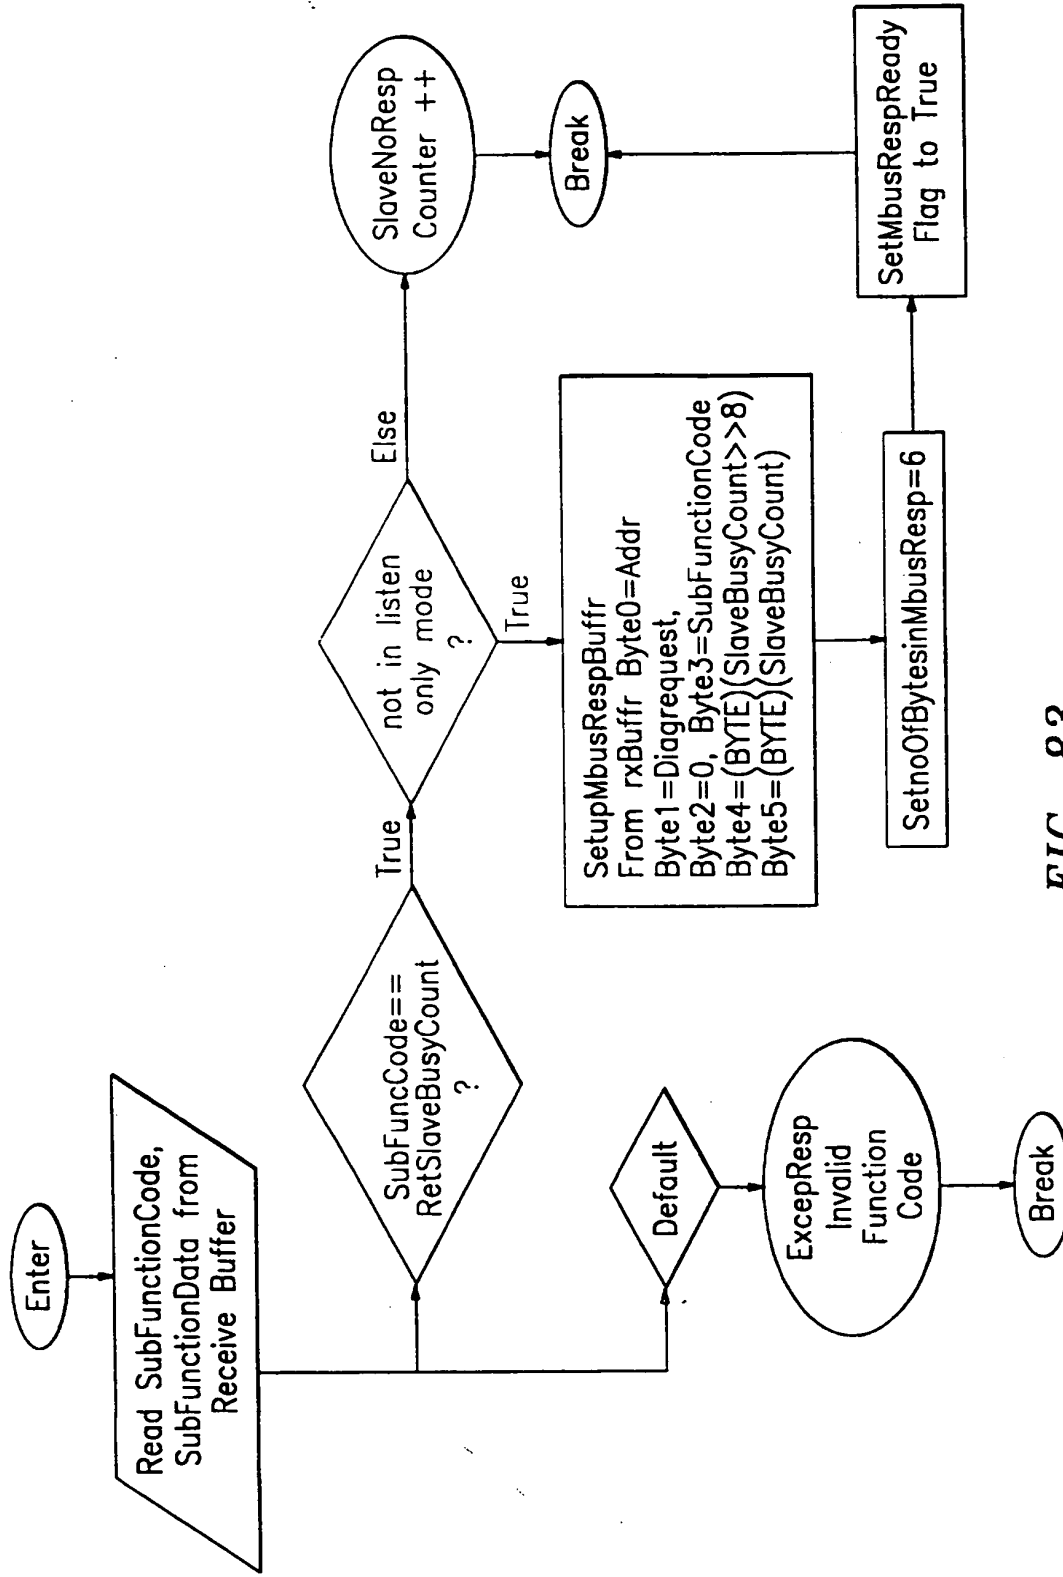 Enter
Read SubFunctionCode,
SubFunctionData from
Receive Buffer
SubFuncCode==
RetSlaveBusyCount
?
True
not in listen
only mode
?
Else
SlaveNoResp
Counter ++
Break
True
SetupMbusRespBuffr
From rxBuffr Byte0=Addr
Byte1=Diagrequest,
Byte2=0, Byte3=SubFunctionCode
Byte4=(BYTE)(SlaveBusyCount>>8)
Byte5=(BYTE)(SlaveBusyCount)
SetnoOfBytesinMbusResp=6
SetMbusRespReady
Flag to True
Default
ExcepResp
Invalid
Function
Code
Break
FIG. 83